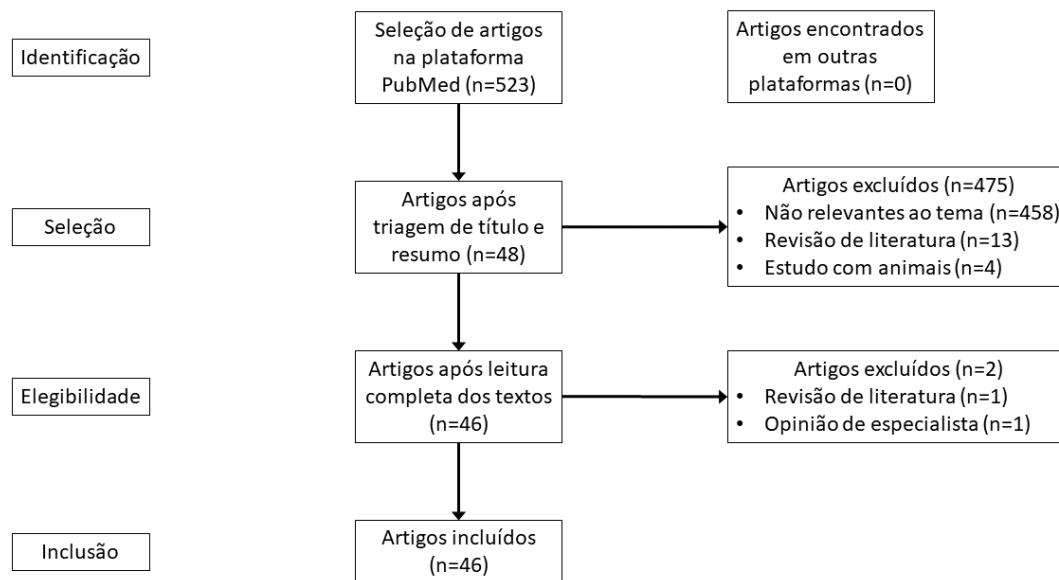 Identificação
Seleção de artigos
na plataforma
PubMed (n=523)
Artigos encontrados
em outras
plataformas (n=0)
Seleção
Artigos após
triagem de título e
resumo (n=48)
Artigos excluídos (n=475)
• Não relevantes ao tema (n=458)
• Revisão de literatura (n=13)
• Estudo com animais (n=4)
Elegibilidade
Artigos após leitura
completa dos textos
(n=46)
Artigos excluídos (n=2)
• Revisão de literatura (n=1)
• Opinião de especialista (n=1)
Inclusão
Artigos incluídos
(n=46)